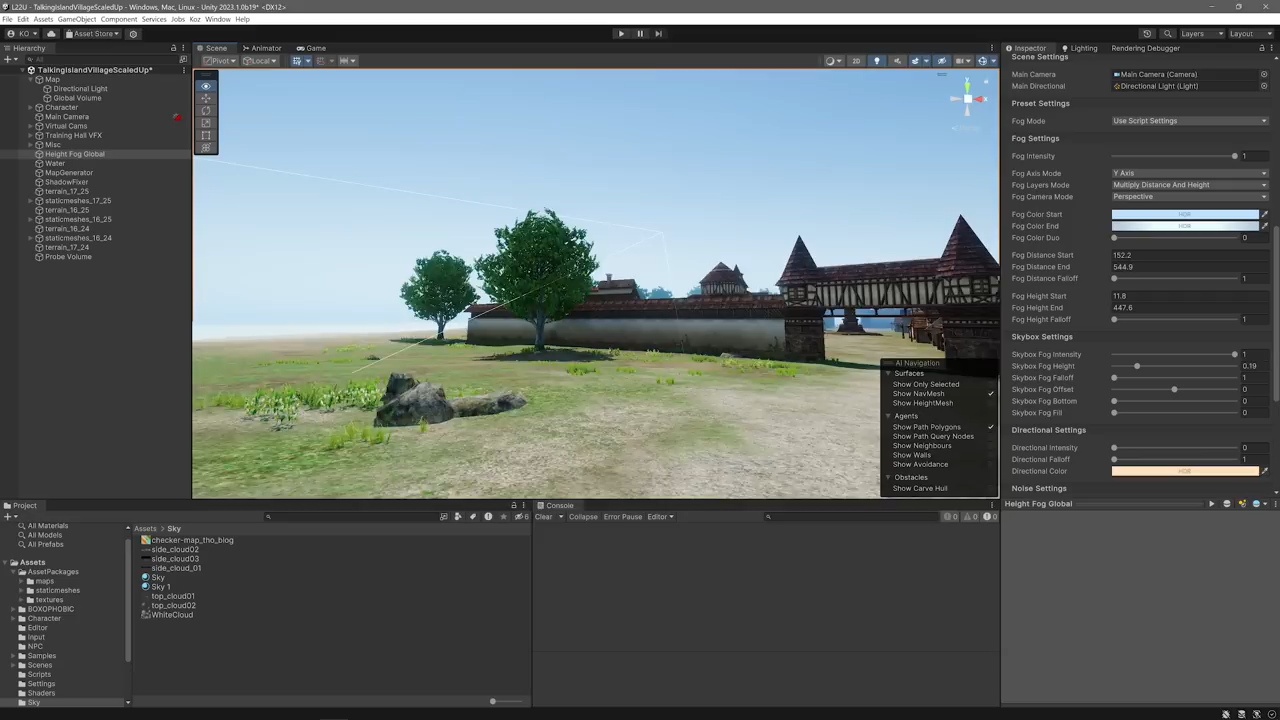 L22U - TalkingIslandVillageScaledUp* - Windows, Mac, Linux - Unity 2023.1.0b19* <DX12>
File Edit Assets GameObject Component Services Jobs Koz Window Help
KO Asset Store Layers Layout
Hierarchy
All
TalkingIslandVillageScaledUp*
Map
Directional Light
Global Volume
Character
Main Camera
Virtual Cams
Training Hall VFX
Misc
Height Fog Global
Water
MapGenerator
ShadowFixer
terrain_17_25
staticmeshes_17_25
terrain_16_25
staticmeshes_16_25
terrain_16_24
staticmeshes_16_24
terrain_17_24
Probe Volume
Scene Animator Game
Pivot Local 2D
AI Navigation
Surfaces
Show Only Selected
Show NavMesh
Show HeightMesh
Agents
Show Path Polygons
Show Path Query Nodes
Show Neighbours
Show Walls
Show Avoidance
Obstacles
Show Carve Hull
Inspector Lighting Rendering Debugger
Scene Settings
Main Camera Main Camera (Camera)
Main Directional Directional Light (Light)
Preset Settings
Fog Mode Use Script Settings
Fog Settings
Fog Intensity 1
Fog Axis Mode Y Axis
Fog Layers Mode Multiply Distance And Height
Fog Camera Mode Perspective
Fog Color Start HDR
Fog Color End HDR
Fog Color Duo 0
Fog Distance Start 152.2
Fog Distance End 544.9
Fog Distance Falloff 1
Fog Height Start 11.8
Fog Height End 447.6
Fog Height Falloff 1
Skybox Settings
Skybox Fog Intensity 1
Skybox Fog Height 0.19
Skybox Fog Falloff 1
Skybox Fog Offset 0
Skybox Fog Bottom 0
Skybox Fog Fill 0
Directional Settings
Directional Intensity 0
Directional Falloff 1
Directional Color HDR
Noise Settings
Height Fog Global
Project
6
All Materials
All Models
All Prefabs
Assets
AssetPackages
maps
staticmeshes
textures
BOXOPHOBIC
Character
Editor
Input
NPC
Samples
Scenes
Scripts
Settings
Shaders
Sky
Assets Sky
checker-map_tho_blog
side_cloud02
side_cloud03
side_cloud_01
Sky
Sky 1
top_cloud01
top_cloud02
WhiteCloud
Console
Clear Collapse Error Pause Editor 0 0 0